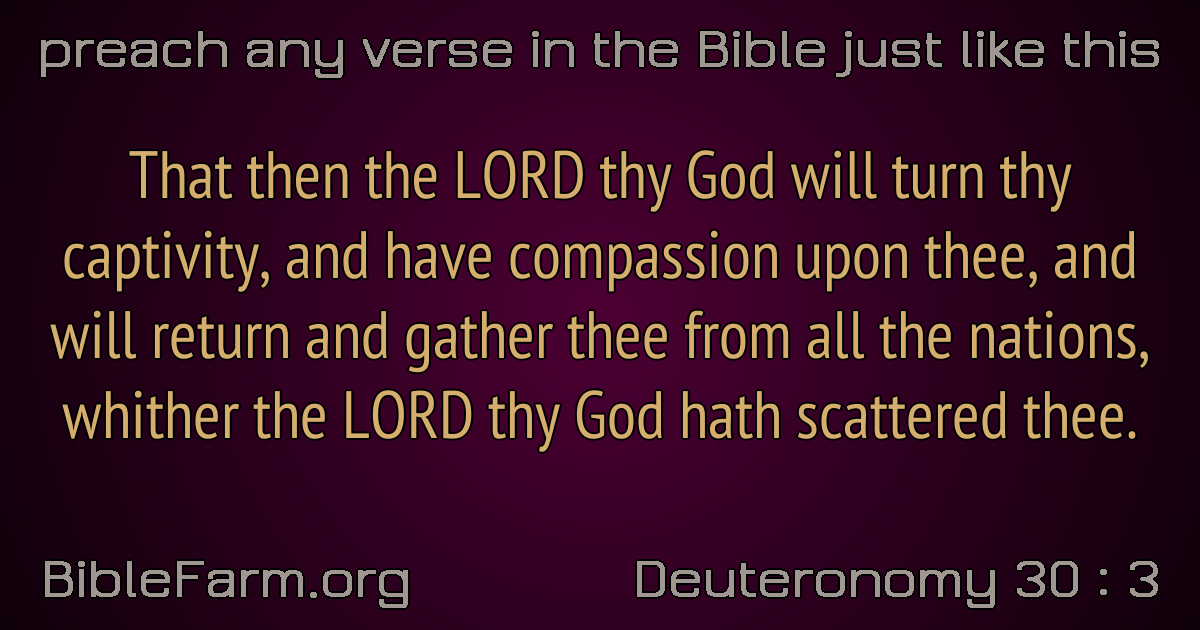 preach any verse in the Bible just like this
That then the LORD thy God will turn thy
captivity, and have compassion upon thee, and
will return and gather thee from all the nations,
whither the LORD thy God hath scattered thee.
BibleFarm.org
Deuteronomy 30 : 3